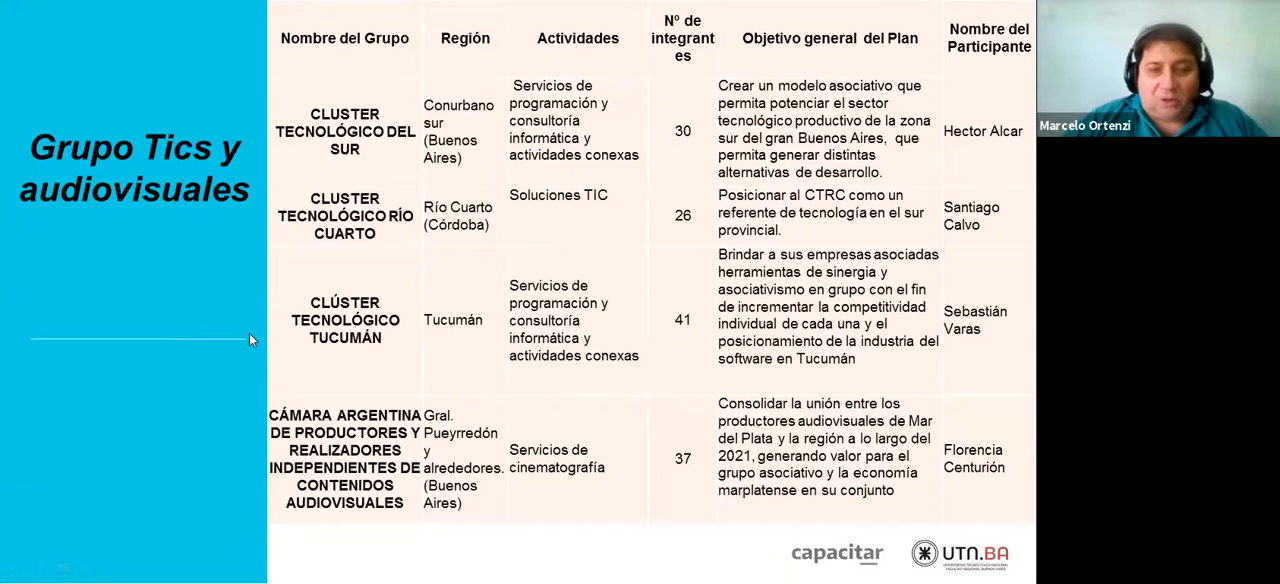 Grupo Tics y
audiovisuales
Nombre del Grupo
Región
Actividades
Nº de
integrant
es
Objetivo general del Plan
Nombre del
Participante
CLUSTER
TECNOLÓGICO DEL
SUR
Conurbano
sur
(Buenos
Aires)
Servicios de
programación y
consultoría
informática y
actividades conexas
30
Crear un modelo asociativo que
permita potenciar el sector
tecnológico productivo de la zona
sur del gran Buenos Aires, que
permita generar distintas
alternativas de desarrollo.
Hector Alcar
CLUSTER
TECNOLÓGICO RÍO
CUARTO
Río Cuarto
(Córdoba)
Soluciones TIC
26
Posicionar al CTRC como un
referente de tecnología en el sur
provincial.
Santiago
Calvo
CLÚSTER
TECNOLÓGICO
TUCUMÁN
Tucumán
Servicios de
programación y
consultoría
informática y
actividades conexas
41
Brindar a sus empresas asociadas
herramientas de sinergia y
asociativismo en grupo con el fin
de incrementar la competitividad
individual de cada una y el
posicionamiento de la industria del
software en Tucumán
Sebastián
Varas
CÁMARA ARGENTINA
DE PRODUCTORES Y
REALIZADORES
INDEPENDIENTES DE
CONTENIDOS
AUDIOVISUALES
Gral.
Pueyrredón
y
alrededores.
(Buenos
Aires)
Servicios de
cinematografía
37
Consolidar la unión entre los
productores audiovisuales de Mar
del Plata y la región a lo largo del
2021, generando valor para el
grupo asociativo y la economía
marplatense en su conjunto
Florencia
Centurión
Marcelo Ortenzi
capacitar
UTN.BA
UNIVERSIDAD TECNOLÓGICA NACIONAL
FACULTAD REGIONAL BUENOS AIRES